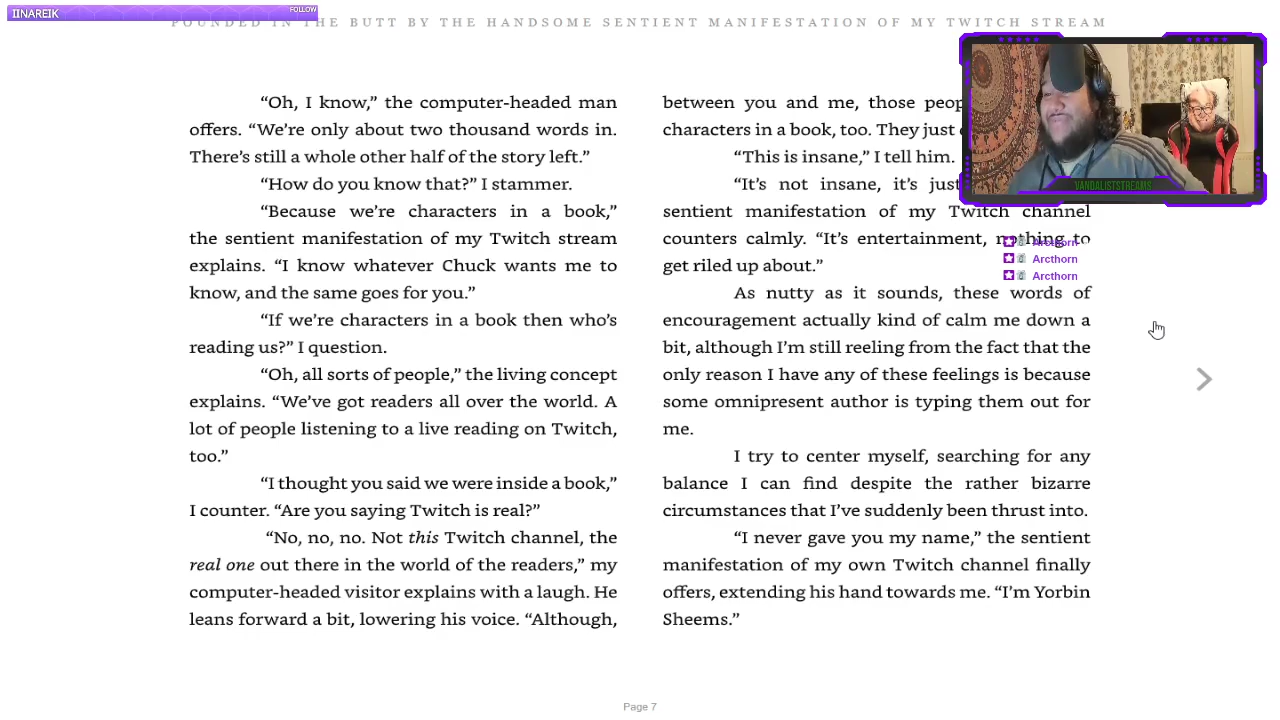 IINAREIK
FOLLOW
IN THE BUTT BY THE HANDSOME SENTIENT MANIFESTATION OF MY TWITCH STREAM
“Oh, I know,” the computer-headed man
offers. “We’re only about two thousand words in.
There’s still a whole other half of the story left.”
“How do you know that?” I stammer.
“Because we’re characters in a book,”
the sentient manifestation of my Twitch stream
explains. “I know whatever Chuck wants me to
know, and the same goes for you.”
“If we’re characters in a book then who’s
reading us?” I question.
“Oh, all sorts of people,” the living concept
explains. “We’ve got readers all over the world. A
lot of people listening to a live reading on Twitch,
too.”
“I thought you said we were inside a book,”
I counter. “Are you saying Twitch is real?”
“No, no, no. Not this Twitch channel, the
real one out there in the world of the readers,” my
computer-headed visitor explains with a laugh. He
leans forward a bit, lowering his voice. “Although,
between you and me, those
characters in a book, too. They just
“This is insane,” I tell him.
“It’s not insane, it’s just
sentient manifestation of my Twitch channel
counters calmly. “It’s entertainment, nothing to
get riled up about.”
As nutty as it sounds, these words of
encouragement actually kind of calm me down a
bit, although I’m still reeling from the fact that the
only reason I have any of these feelings is because
some omnipresent author is typing them out for
me.
I try to center myself, searching for any
balance I can find despite the rather bizarre
circumstances that I’ve suddenly been thrust into.
“I never gave you my name,” the sentient
manifestation of my own Twitch channel finally
offers, extending his hand towards me. “I’m Yorbin
Sheems.”
VANDALISTSTREAMS
Arcthorn
Arcthorn
Arcthorn
Page 7